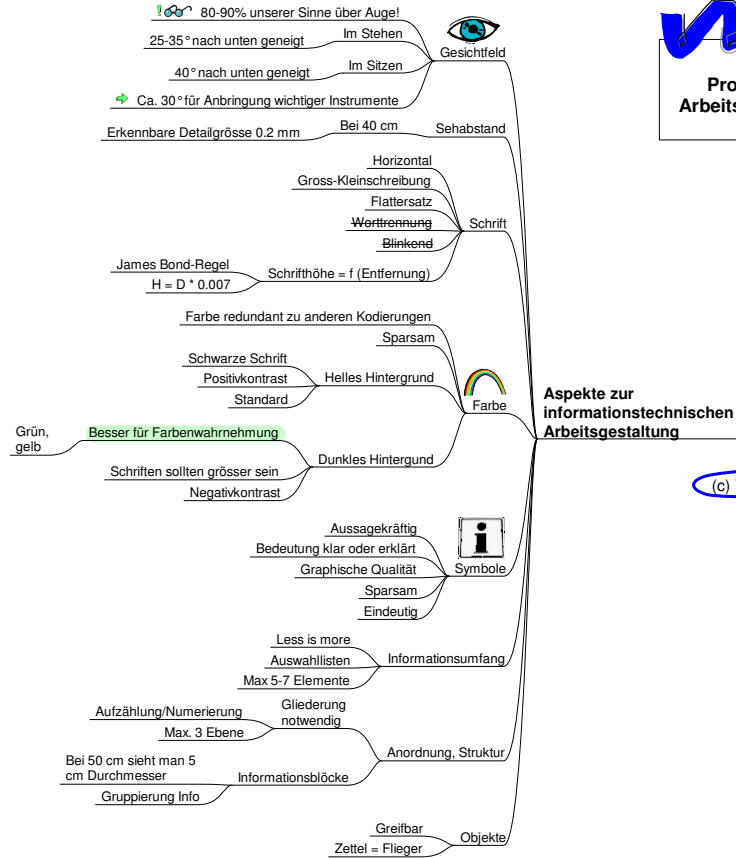 80-90% unserer Sinne über Auge!
25-35° nach unten geneigt
Im Stehen
40° nach unten geneigt
Im Sitzen
Ca. 30° für Anbringung wichtiger Instrumente
Gesichtfeld
Erkennbare Detailgrösse 0.2 mm
Bei 40 cm
Sehabstand
Horizontal
Gross-Kleinschreibung
Flattersatz
Worttrennung
Blinkend
James Bond-Regel
H = D * 0.007
Schrifthöhe = f (Entfernung)
Schrift
Farbe redundant zu anderen Kodierungen
Sparsam
Schwarze Schrift
Positivkontrast
Standard
Helles Hintergrund
Grün,
gelb
Besser für Farbenwahrnehmung
Schriften sollten grösser sein
Negativkontrast
Dunkles Hintergund
Farbe
Aussagekräftig
Bedeutung klar oder erklärt
Graphische Qualität
Sparsam
Eindeutig
Symbole
Less is more
Auswahllisten
Max 5-7 Elemente
Informationsumfang
Aufzählung/Numerierung
Max. 3 Ebene
Gliederung
notwendig
Bei 50 cm sieht man 5
cm Durchmesser
Gruppierung Info
Informationsblöcke
Anordnung, Struktur
Greifbar
Zettel = Flieger
Objekte
Aspekte zur
informationstechnischen
Arbeitsgestaltung
Pro
Arbeits
(c)